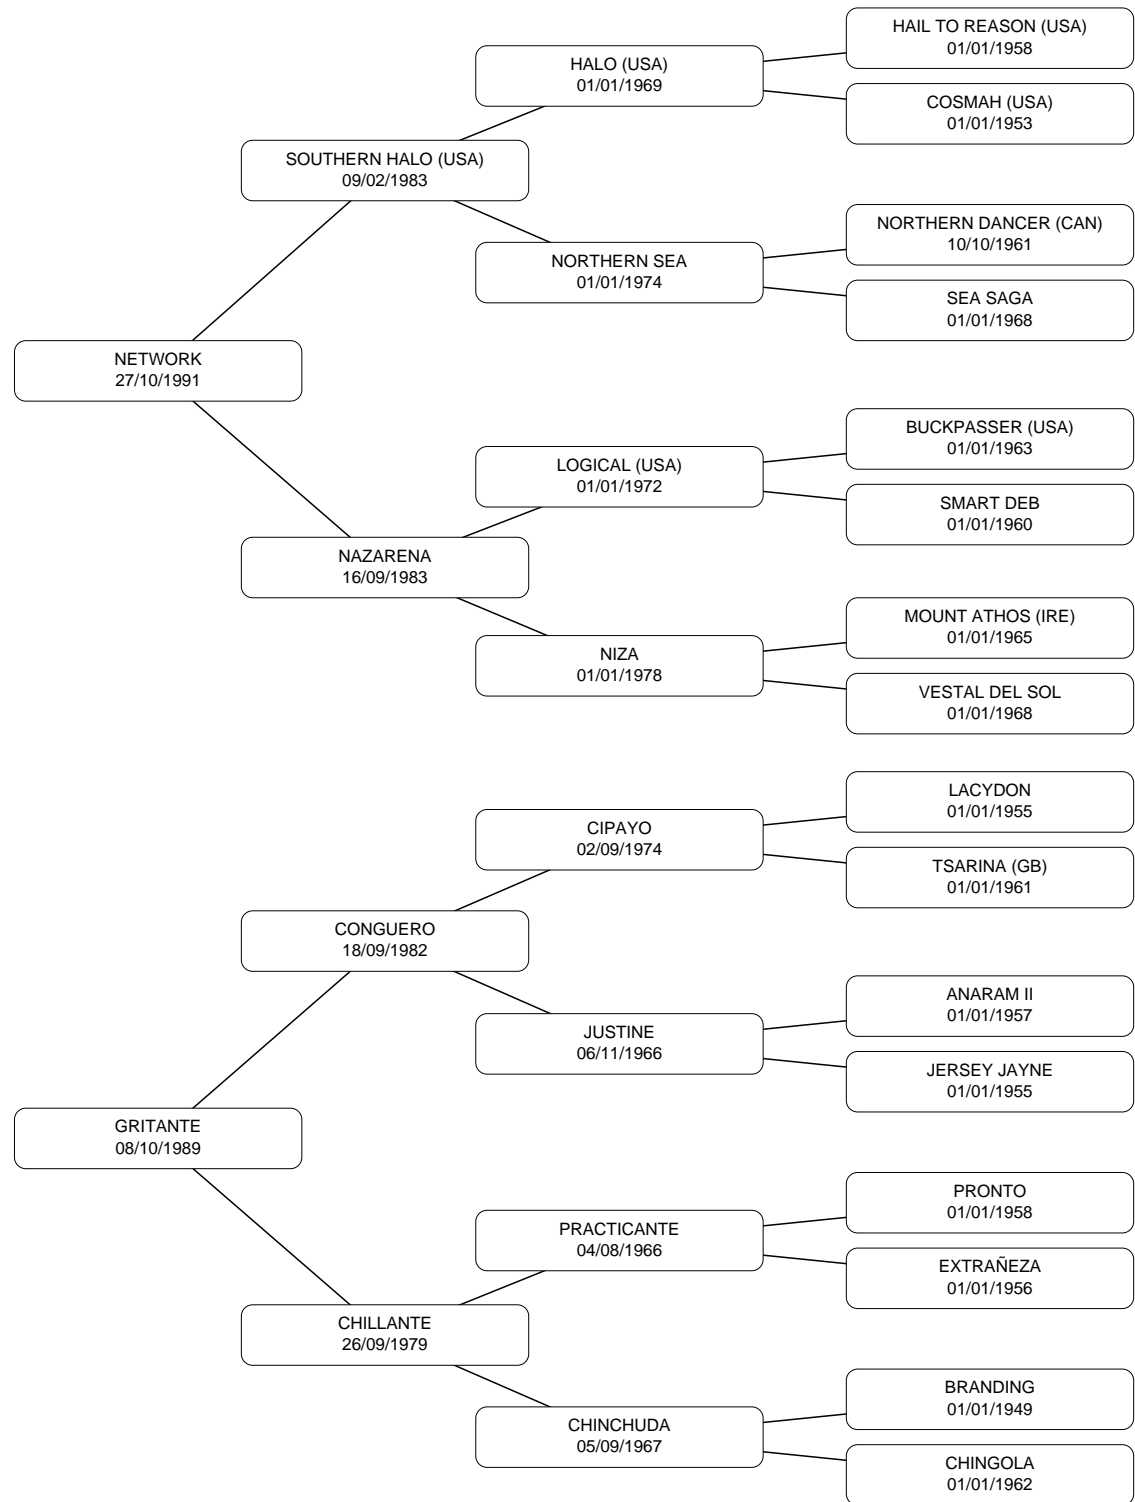 HAIL TO REASON (USA)
01/01/1958
HALO (USA)
01/01/1969
COSMAH (USA)
01/01/1953
SOUTHERN HALO (USA)
09/02/1983
NORTHERN DANCER (CAN)
10/10/1961
NORTHERN SEA
01/01/1974
SEA SAGA
01/01/1968
NETWORK
27/10/1991
BUCKPASSER (USA)
01/01/1963
LOGICAL (USA)
01/01/1972
SMART DEB
01/01/1960
NAZARENA
16/09/1983
MOUNT ATHOS (IRE)
01/01/1965
NIZA
01/01/1978
VESTAL DEL SOL
01/01/1968
LACYDON
01/01/1955
CIPAYO
02/09/1974
TSARINA (GB)
01/01/1961
CONGUERO
18/09/1982
ANARAM II
01/01/1957
JUSTINE
06/11/1966
JERSEY JAYNE
01/01/1955
GRITANTE
08/10/1989
PRONTO
01/01/1958
PRACTICANTE
04/08/1966
EXTRAÑEZA
01/01/1956
CHILLANTE
26/09/1979
BRANDING
01/01/1949
CHINCHUDA
05/09/1967
CHINGOLA
01/01/1962